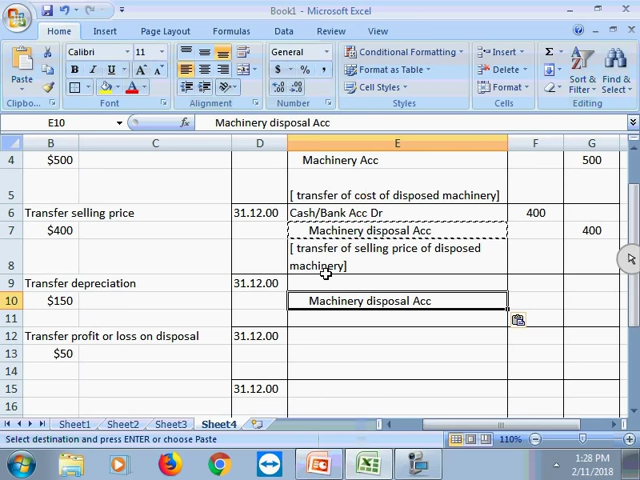 Book1 - Microsoft Excel
Home Insert Page Layout Formulas Data Review View
Calibri 11 General Conditional Formatting Insert Σ
Paste B I U A A $ % , Format as Table Delete Sort & Find &
Cell Styles Format Filter Select
Clipboa... Font Alignment Number Styles Cells Editing
E10 fx Machinery disposal Acc
B C D E F G
4 $500 Machinery Acc 500
5 [ transfer of cost of disposed machinery]
6 Transfer selling price 31.12.00 Cash/Bank Acc Dr 400
7 $400 Machinery disposal Acc 400
[ transfer of selling price of disposed
8 machinery]
9 Transfer depreciation 31.12.00
10 $150 Machinery disposal Acc
11
12 Transfer profit or loss on disposal 31.12.00
13 $50
14
15 31.12.00
16
Sheet1 Sheet2 Sheet3 Sheet4
Select destination and press ENTER or choose Paste 110%
1:28 PM
2/11/2018